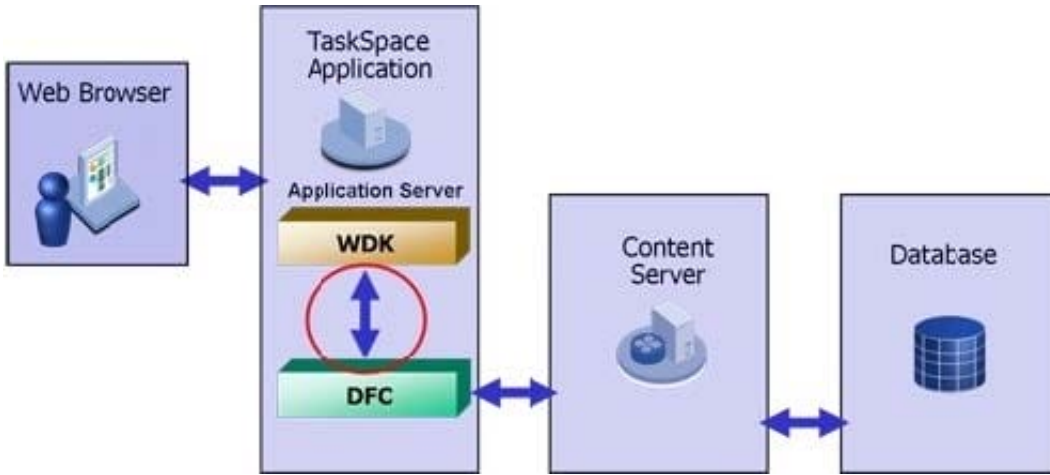 Web Browser
TaskSpace
Application
Application Server
WDK
DFC
Content
Server
Database